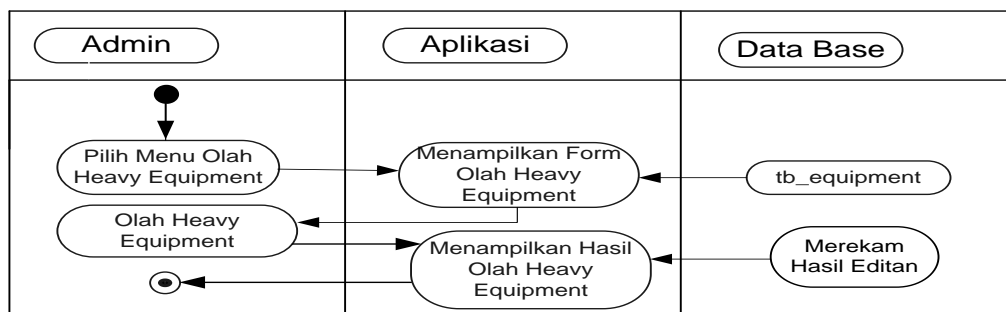 Admin
Aplikasi
Data Base
Pilih Menu Olah
Heavy Equipment
Menampilkan Form
Olah Heavy
Equipment
tb_equipment
Olah Heavy
Equipment
Menampilkan Hasil
Olah Heavy
Equipment
Merekam
Hasil Editan